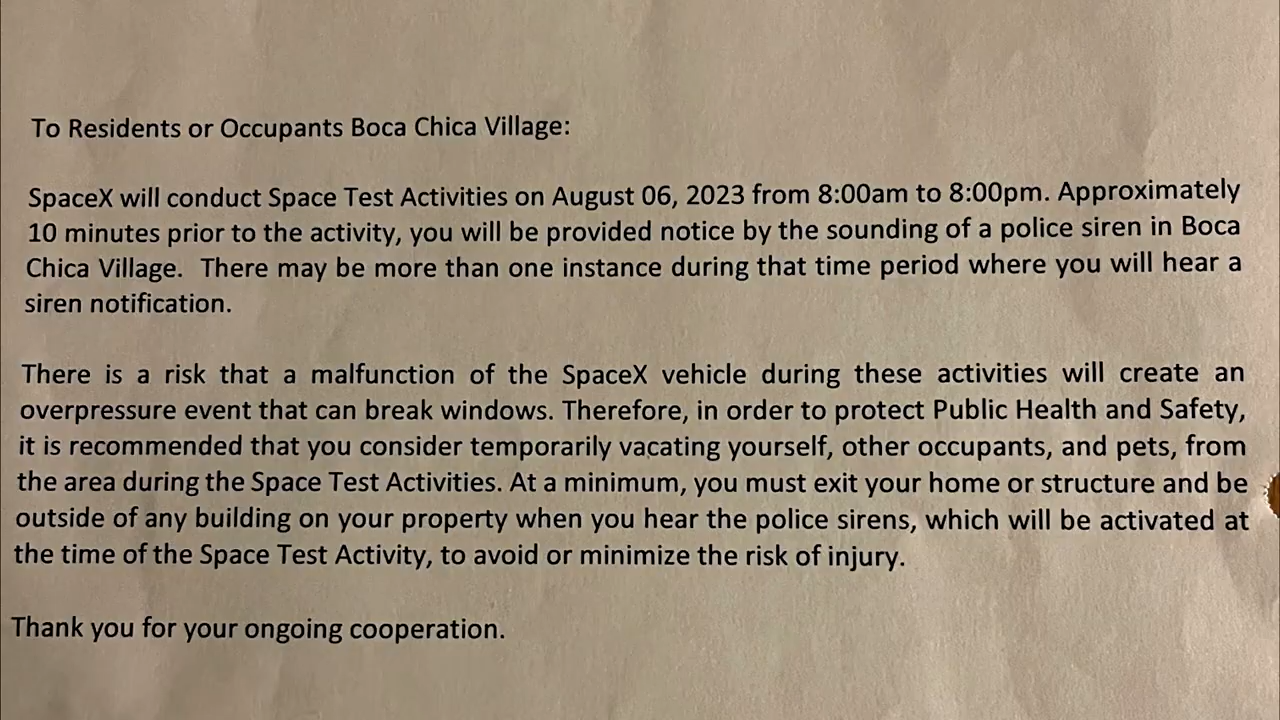 To Residents or Occupants Boca Chica Village:
SpaceX will conduct Space Test Activities on August 06, 2023 from 8:00am to 8:00pm. Approximately
10 minutes prior to the activity, you will be provided notice by the sounding of a police siren in Boca
Chica Village.  There may be more than one instance during that time period where you will hear a
siren notification.
There is a risk that a malfunction of the SpaceX vehicle during these activities will create an
overpressure event that can break windows. Therefore, in order to protect Public Health and Safety,
it is recommended that you consider temporarily vacating yourself, other occupants, and pets, from
the area during the Space Test Activities. At a minimum, you must exit your home or structure and be
outside of any building on your property when you hear the police sirens, which will be activated at
the time of the Space Test Activity, to avoid or minimize the risk of injury.
Thank you for your ongoing cooperation.